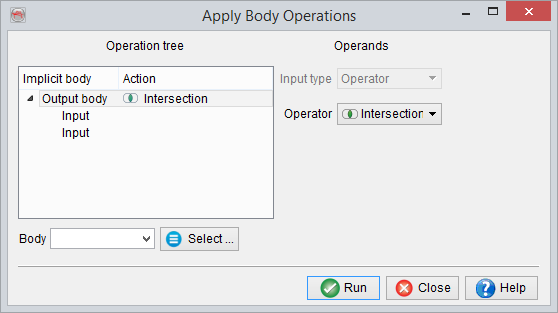 Apply Body Operations
Operation tree
Operands
Implicit body Action
Output body Intersection
Input
Input
Input type Operator
Operator Intersection
Body Select ...
Run Close Help